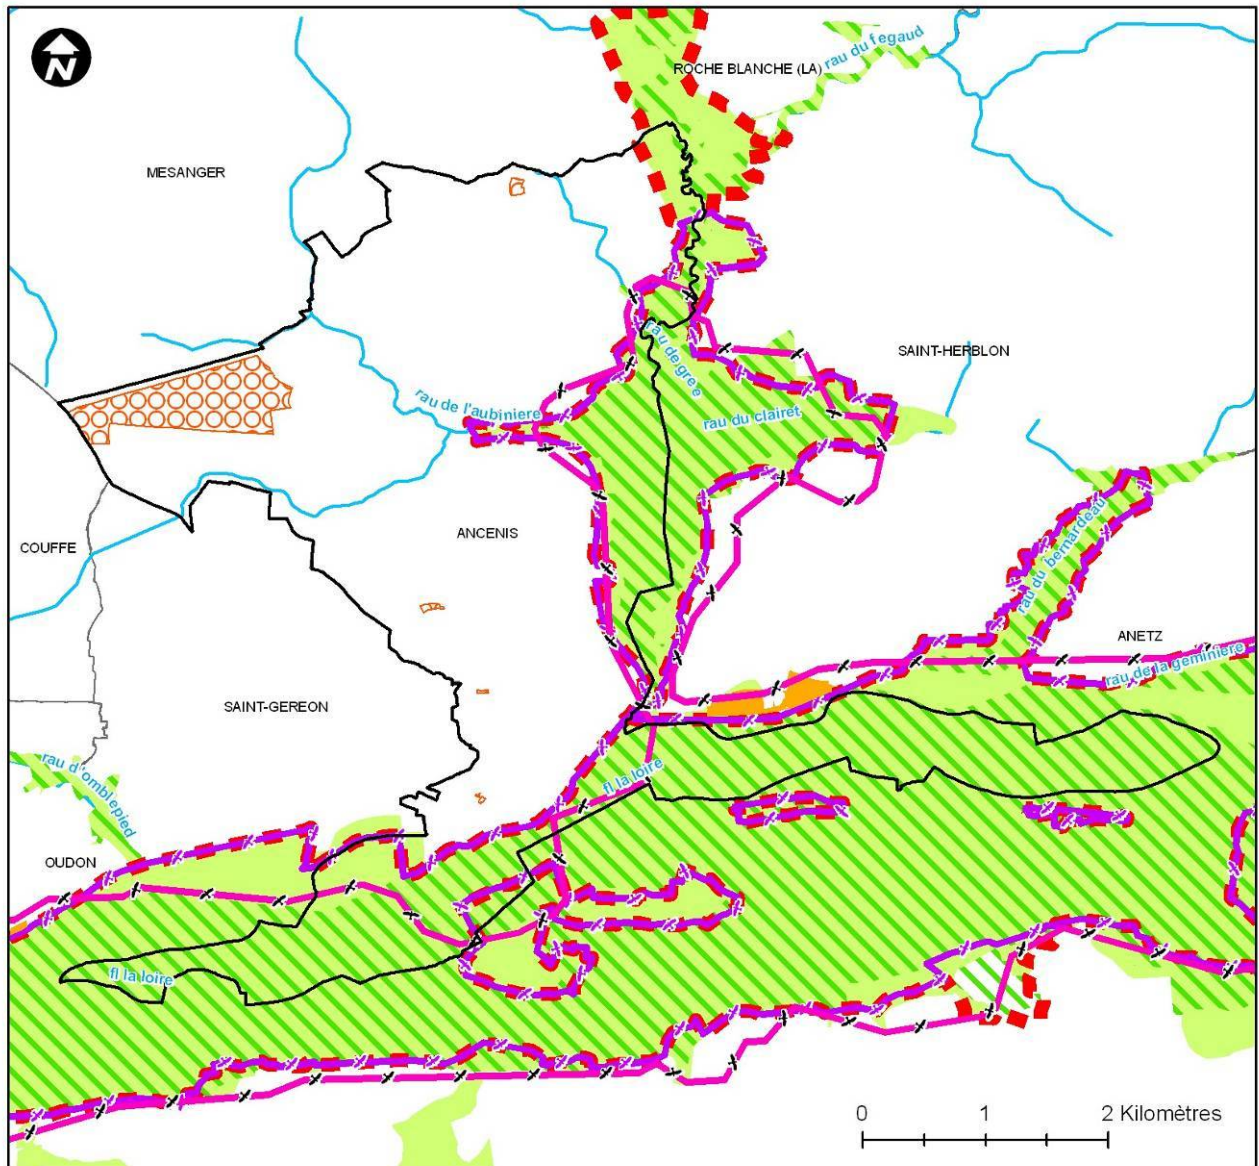 N
rau du fegaud
ROCHE BLANCHE (LA)
MESANGER
rau de gree
SAINT-HERBLON
rau de l'aubiniere
rau du clairet
COUFFE
ANCENIS
rau du bernardeau
ANETZ
rau de la geminiere
SAINT-GEREON
rau d'omblepied
fl la loire
OUDON
fl la loire
0 1 2 Kilomètres